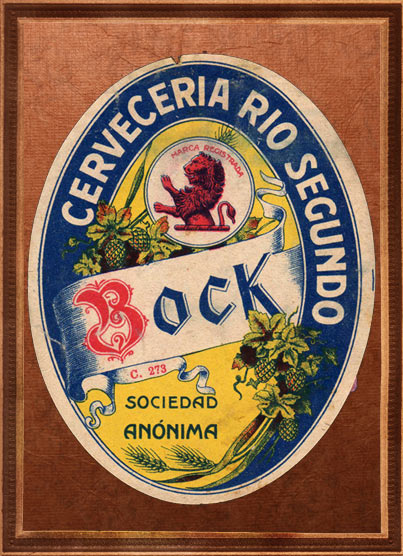 CERVECERIA RIO SEGUNDO
MARCA REGISTRADA
BOCK
C. 273
SOCIEDAD
ANÓNIMA